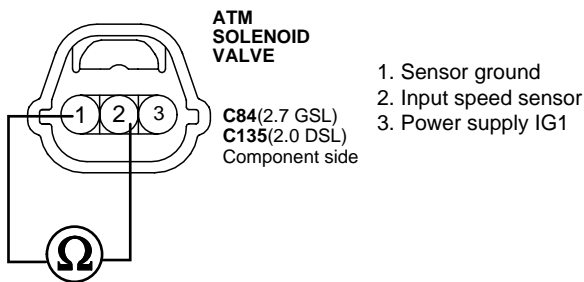 ATM
SOLENOID
VALVE
1 2 3
C84(2.7 GSL)
C135(2.0 DSL)
Component side
1. Sensor ground
2. Input speed sensor
3. Power supply IG1
Ω